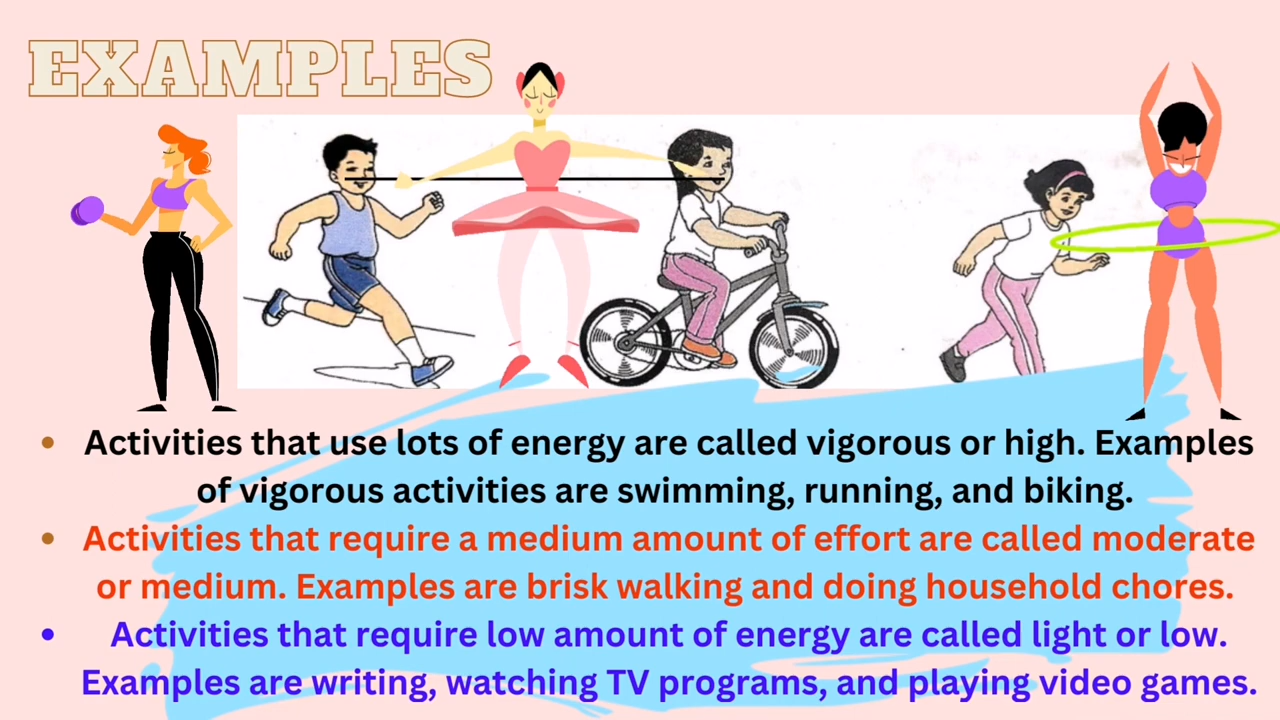 EXAMPLES
• Activities that use lots of energy are called vigorous or high. Examples
of vigorous activities are swimming, running, and biking.
• Activities that require a medium amount of effort are called moderate
or medium. Examples are brisk walking and doing household chores.
• Activities that require low amount of energy are called light or low.
Examples are writing, watching TV programs, and playing video games.